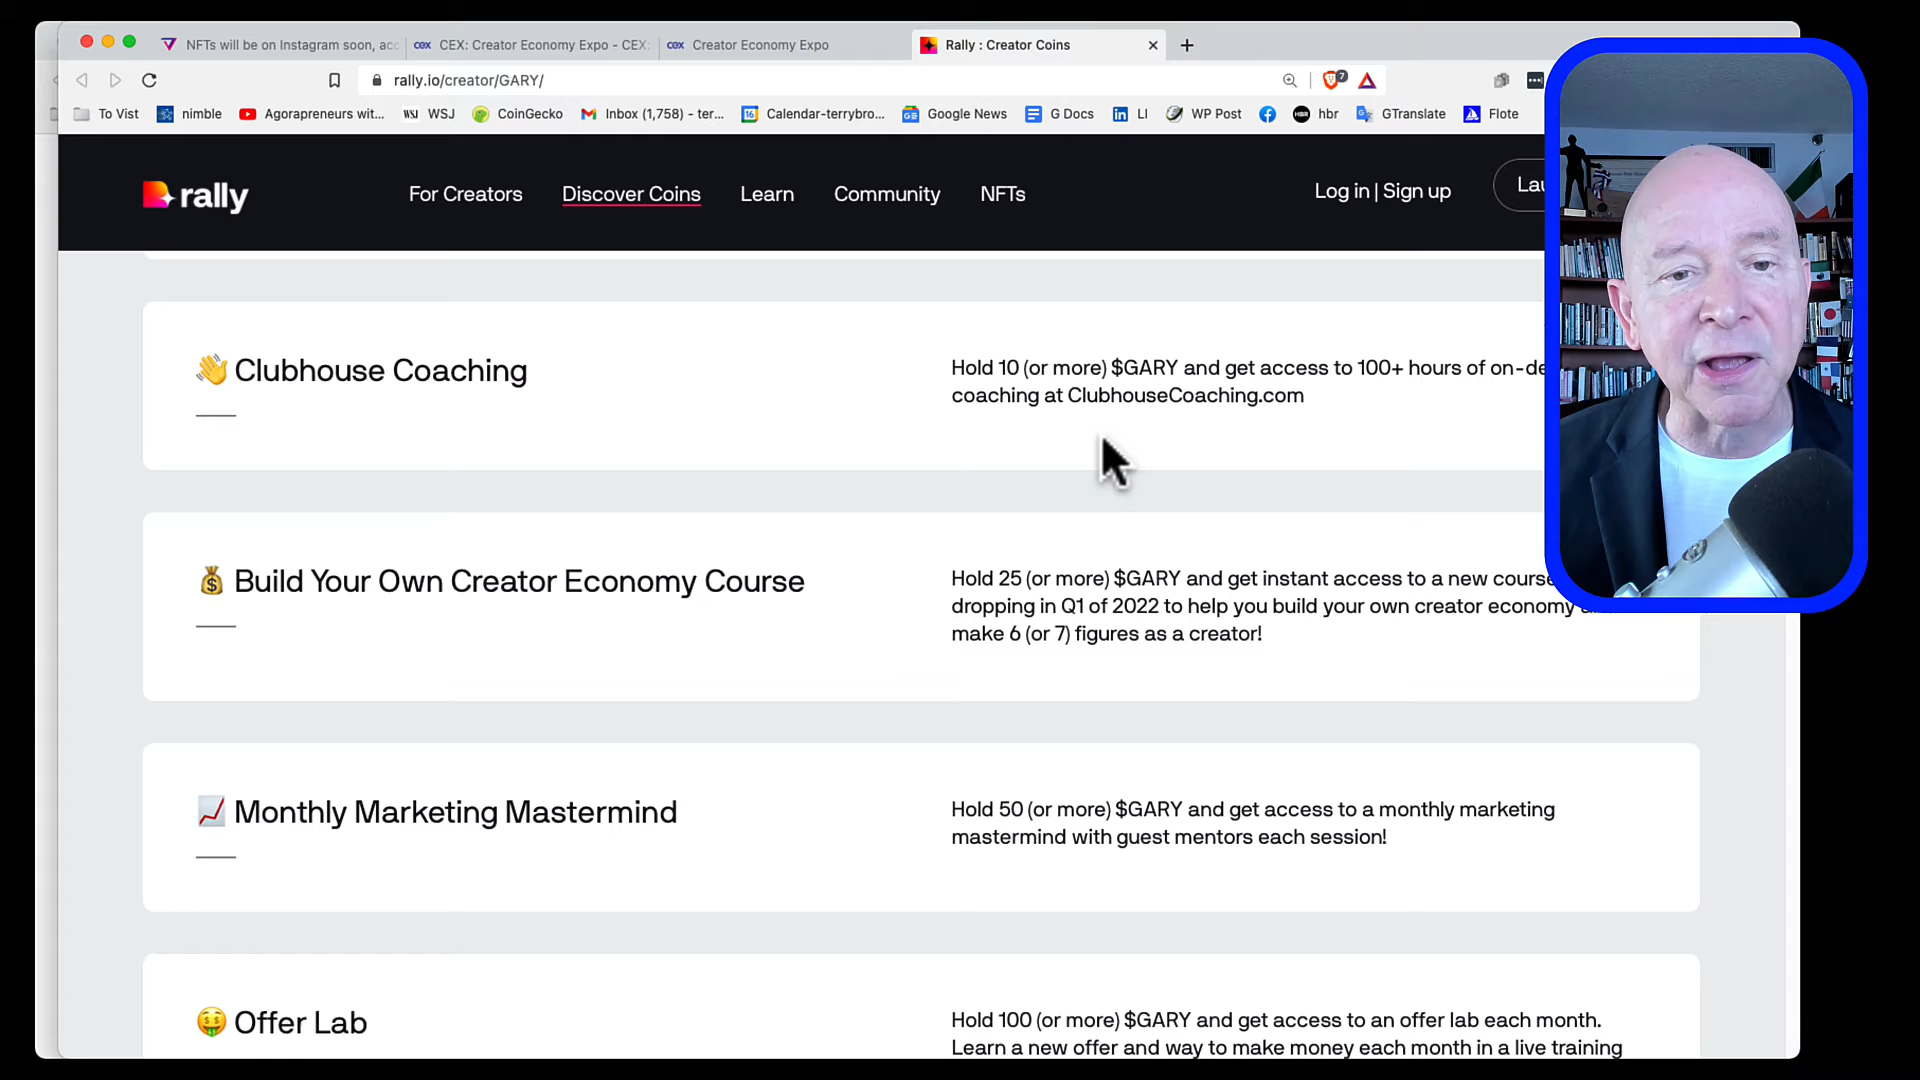 NFTs will be on Instagram soon, acc
CEX: Creator Economy Expo - CEX:
Creator Economy Expo
Rally : Creator Coins
rally.io/creator/GARY/
7
To Vist
nimble
Agorapreneurs wit...
WSJ WSJ
CoinGecko
Inbox (1,758) - ter...
16 Calendar-terrybro...
Google News
G Docs
in LI
WP Post
HBR hbr
GTranslate
Flote
rally
For Creators
Discover Coins
Learn
Community
NFTs
Log in | Sign up
Lau
👋 Clubhouse Coaching
Hold 10 (or more) $GARY and get access to 100+ hours of on-de
coaching at ClubhouseCoaching.com
💰 Build Your Own Creator Economy Course
Hold 25 (or more) $GARY and get instant access to a new course
dropping in Q1 of 2022 to help you build your own creator economy
make 6 (or 7) figures as a creator!
📈 Monthly Marketing Mastermind
Hold 50 (or more) $GARY and get access to a monthly marketing
mastermind with guest mentors each session!
🤑 Offer Lab
Hold 100 (or more) $GARY and get access to an offer lab each month.
Learn a new offer and way to make money each month in a live training